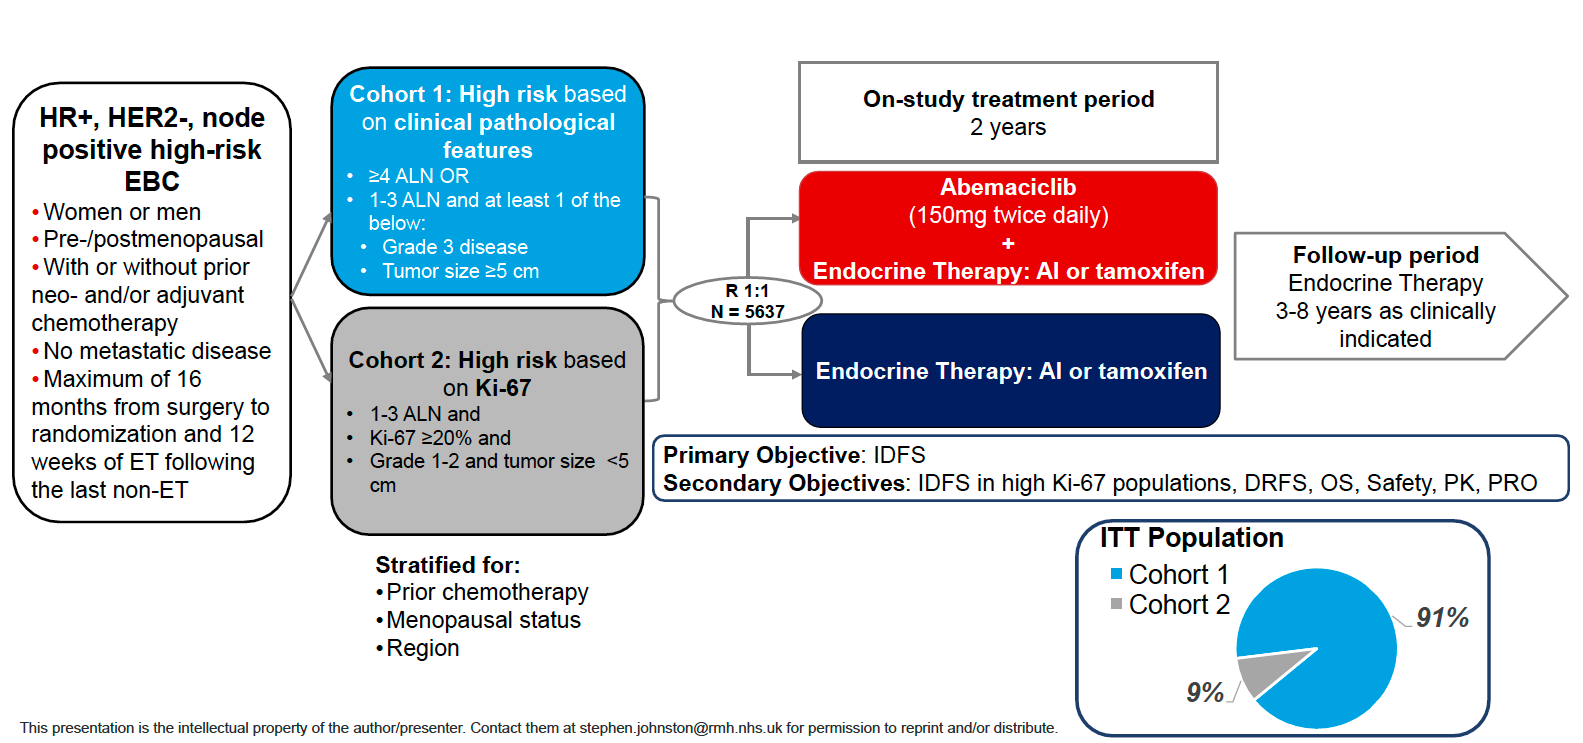 HR+, HER2-, node
positive high-risk
EBC
• Women or men
• Pre-/postmenopausal
• With or without prior
neo- and/or adjuvant
chemotherapy
• No metastatic disease
• Maximum of 16
months from surgery to
randomization and 12
weeks of ET following
the last non-ET
Cohort 1: High risk based
on clinical pathological
features
• ≥4 ALN OR
• 1-3 ALN and at least 1 of the
below:
• Grade 3 disease
• Tumor size ≥5 cm
Cohort 2: High risk based
on Ki-67
• 1-3 ALN and
• Ki-67 ≥20% and
• Grade 1-2 and tumor size <5
cm
Stratified for:
• Prior chemotherapy
• Menopausal status
• Region
R 1:1
N = 5637
On-study treatment period
2 years
Abemaciclib
(150mg twice daily)
+
Endocrine Therapy: AI or tamoxifen
Endocrine Therapy: AI or tamoxifen
Follow-up period
Endocrine Therapy
3-8 years as clinically
indicated
Primary Objective: IDFS
Secondary Objectives: IDFS in high Ki-67 populations, DRFS, OS, Safety, PK, PRO
ITT Population
Cohort 1
Cohort 2
91%
9%
This presentation is the intellectual property of the author/presenter. Contact them at stephen.johnston@rmh.nhs.uk for permission to reprint and/or distribute.